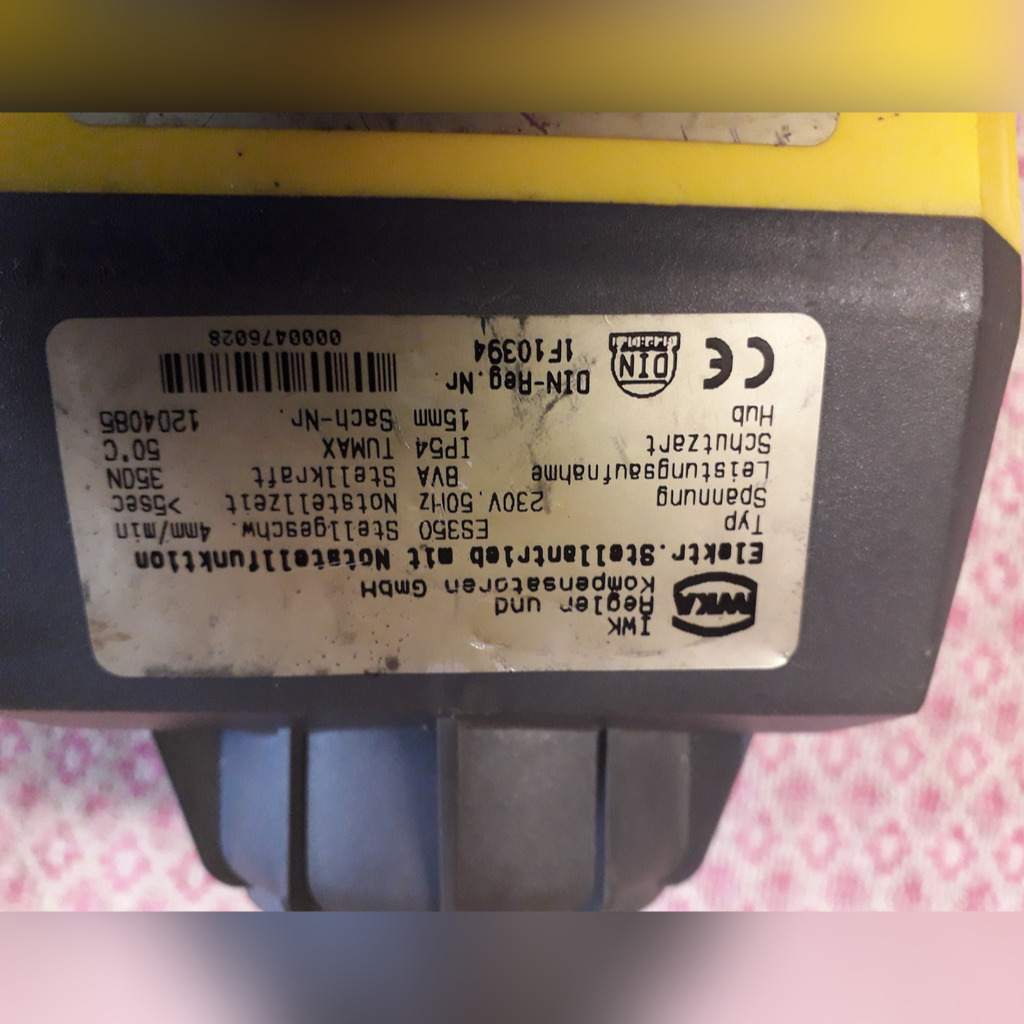 IWKA
IWK
Regler und
Kompensatoren GmbH
Elektr.Stellantrieb mit Notstellfunktion
Typ ES350 Stellgeschw. 4mm/min
Spannung 230V.50Hz Notstellzeit >5sec
Leistungsaufnahme 8VA Stellkraft 350N
Schutzart IP54 TUMAX 50°C
Hub 15mm Sach-Nr. 1204085
CE DIN DIN-Reg.Nr. 1F10394
0000476028